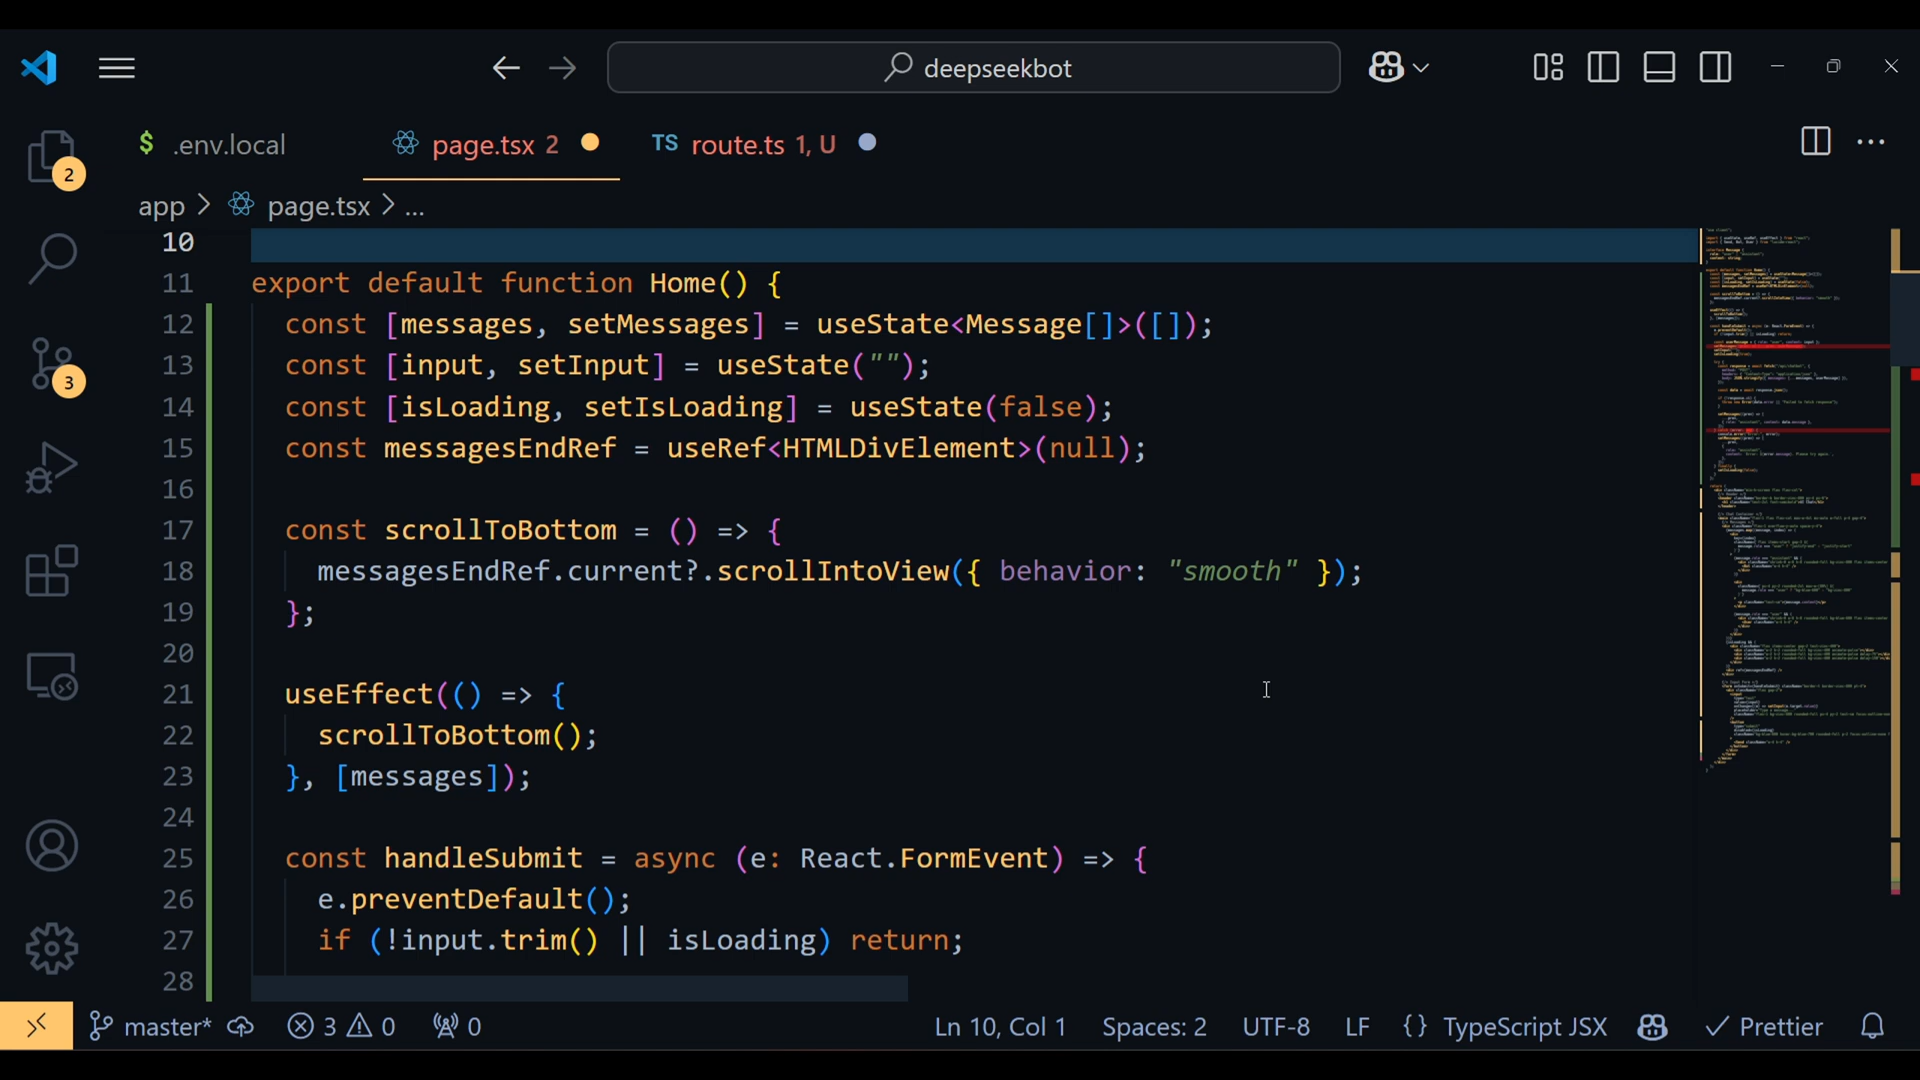 deepseekbot
$ .env.local
page.tsx 2
TS route.ts 1, U
2
app > page.tsx > ...
10
11 export default function Home() {
12 const [messages, setMessages] = useState<Message[]>([]);
13 const [input, setInput] = useState("");
14 const [isLoading, setIsLoading] = useState(false);
15 const messagesEndRef = useRef<HTMLDivElement>(null);
16
17 const scrollToBottom = () => {
18 messagesEndRef.current?.scrollIntoView({ behavior: "smooth" });
19 };
20
21 useEffect(() => {
22 scrollToBottom();
23 }, [messages]);
24
25 const handleSubmit = async (e: React.FormEvent) => {
26 e.preventDefault();
27 if (!input.trim() || isLoading) return;
28
3
master* 3 0 0 Ln 10, Col 1 Spaces: 2 UTF-8 LF {} TypeScript JSX Prettier